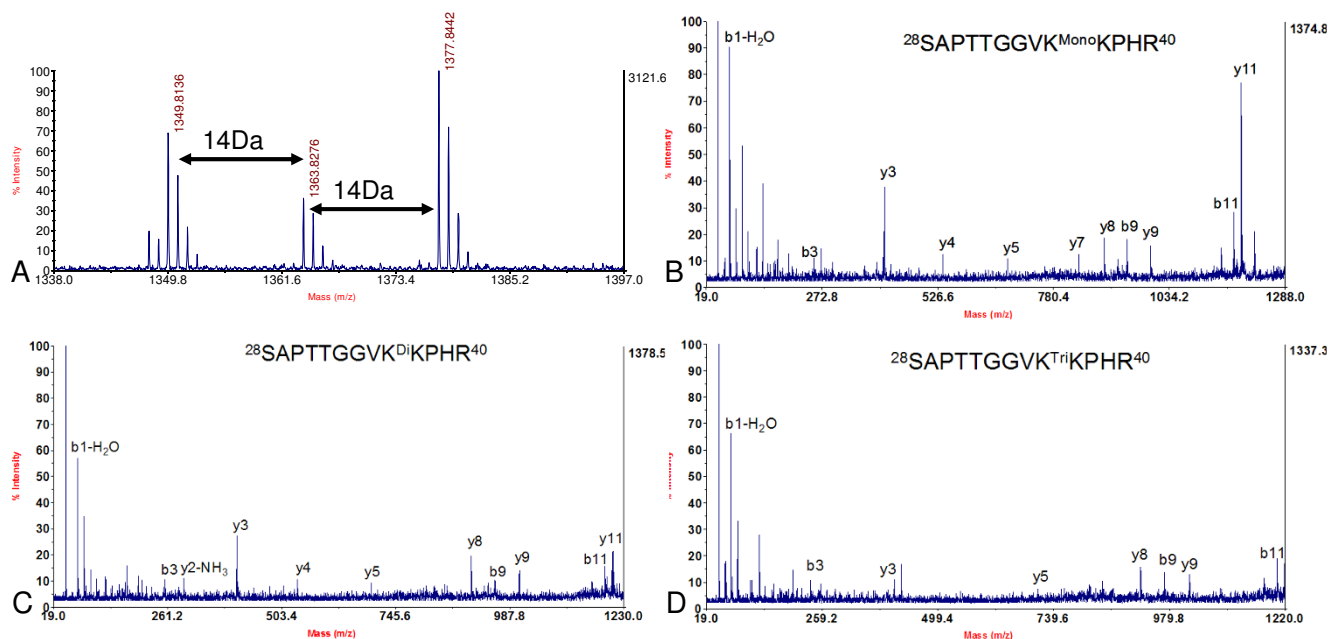 1349.8136
1363.8276
1377.8442
14Da
14Da
100
90
80
70
60
50
40
30
20
10
0
3121.6
% Intensity
1338.0
1349.8
1361.6
1373.4
1385.2
1397.0
Mass (m/z)
A
28SAPTTGGVKMonoKPHR40
1374.8
100
90
80
70
60
50
40
30
20
10
0
% Intensity
b1-H2O
b3
y3
y4
y5
y7
y8
b9
y9
b11
y11
19.0
272.8
526.6
780.4
1034.2
1288.0
Mass (m/z)
B
28SAPTTGGVKDiKPHR40
1378.5
100
90
80
70
60
50
40
30
20
10
0
% Intensity
b1-H2O
b3
y2-NH3
y3
y4
y5
y8
b9
y9
b11
y11
19.0
261.2
503.4
745.6
987.8
1230.0
Mass (m/z)
C
28SAPTTGGVKTriKPHR40
1337.3
100
90
80
70
60
50
40
30
20
10
0
% Intensity
b1-H2O
b3
y3
y5
y8
b9
y9
b11
19.0
259.2
499.4
739.6
979.8
1220.0
Mass (m/z)
D